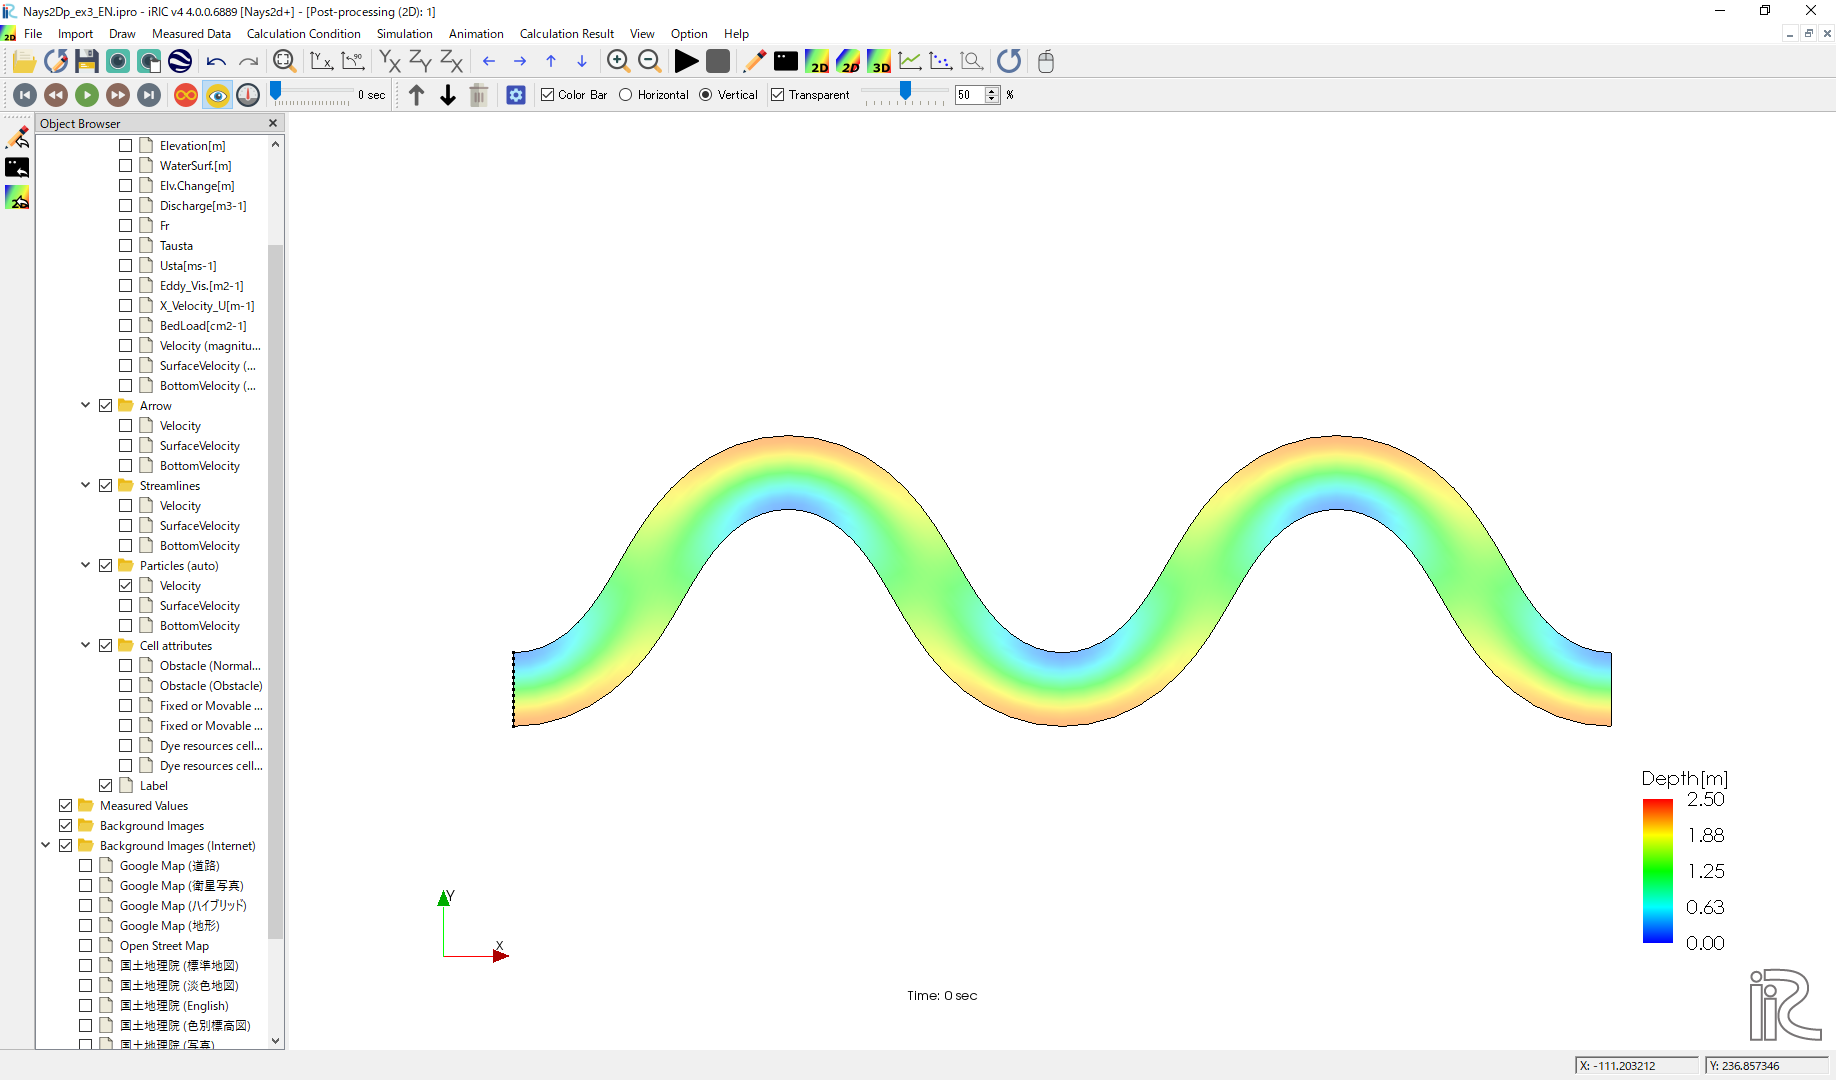 Nays2Dp_ex3_EN.ipro - iRIC v4 4.0.0.6889 [Nays2d+] - [Post-processing (2D): 1]
File Import Draw Measured Data Calculation Condition Simulation Animation Calculation Result View Option Help
0 sec Color Bar Horizontal Vertical Transparent 50 %
Object Browser
Elevation[m]
WaterSurf.[m]
Elv.Change[m]
Discharge[m3-1]
Fr
Tausta
Usta[ms-1]
Eddy_Vis.[m2-1]
X_Velocity_U[m-1]
BedLoad[cm2-1]
Velocity (magnitu...
SurfaceVelocity (...
BottomVelocity (...
Arrow
Velocity
SurfaceVelocity
BottomVelocity
Streamlines
Velocity
SurfaceVelocity
BottomVelocity
Particles (auto)
Velocity
SurfaceVelocity
BottomVelocity
Cell attributes
Obstacle (Normal...
Obstacle (Obstacle)
Fixed or Movable ...
Fixed or Movable ...
Dye resources cell...
Dye resources cell...
Label
Measured Values
Background Images
Background Images (Internet)
Google Map (道路)
Google Map (衛星写真)
Google Map (ハイブリッド)
Google Map (地形)
Open Street Map
国土地理院 (標準地図)
国土地理院 (淡色地図)
国土地理院 (English)
国土地理院 (色別標高図)
国土地理院 (写真)
Depth[m]
2.50
1.88
1.25
0.63
0.00
Y
X
Time: 0 sec
iRIC
X: -111.203212
Y: 236.857346